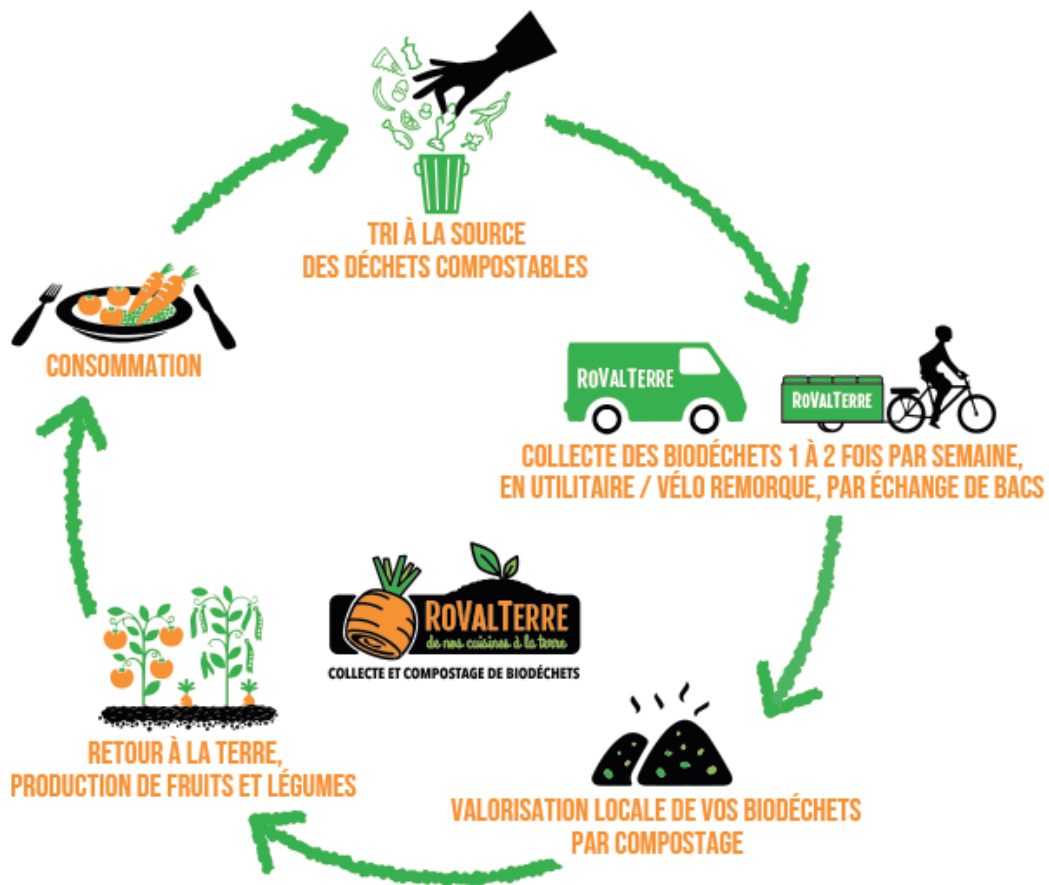 TRI À LA SOURCE
DES DÉCHETS COMPOSTABLES
CONSOMMATION
ROVALTERRE
ROVALTERRE
COLLECTE DES BIODÉCHETS 1 À 2 FOIS PAR SEMAINE,
EN UTILITAIRE / VÉLO REMORQUE, PAR ÉCHANGE DE BACS
ROVALTERRE
de nos cuisines à la terre
COLLECTE ET COMPOSTAGE DE BIODÉCHETS
RETOUR À LA TERRE,
PRODUCTION DE FRUITS ET LÉGUMES
VALORISATION LOCALE DE VOS BIODÉCHETS
PAR COMPOSTAGE